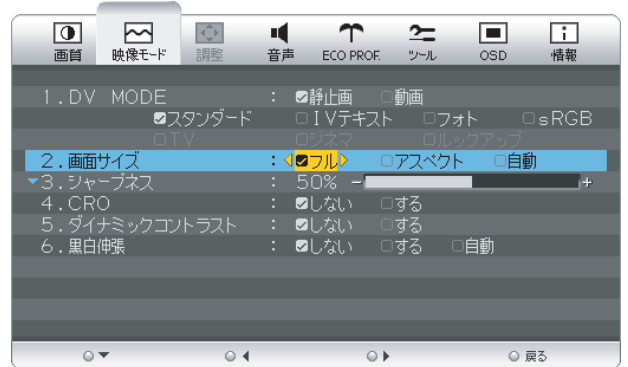 画質 映像モード 調整 音声 ECO PROF. ツール OSD 情報
1.DV MODE : 静止画 動画
スタンダード IVテキスト フォト sRGB
TV シネマ ルックアップ
2.画面サイズ : フル アスペクト 自動
3.シャープネス : 50% - +
4.CRO : しない する
5.ダイナミックコントラスト : しない する
6.黒白伸張 : しない する 自動
戻る